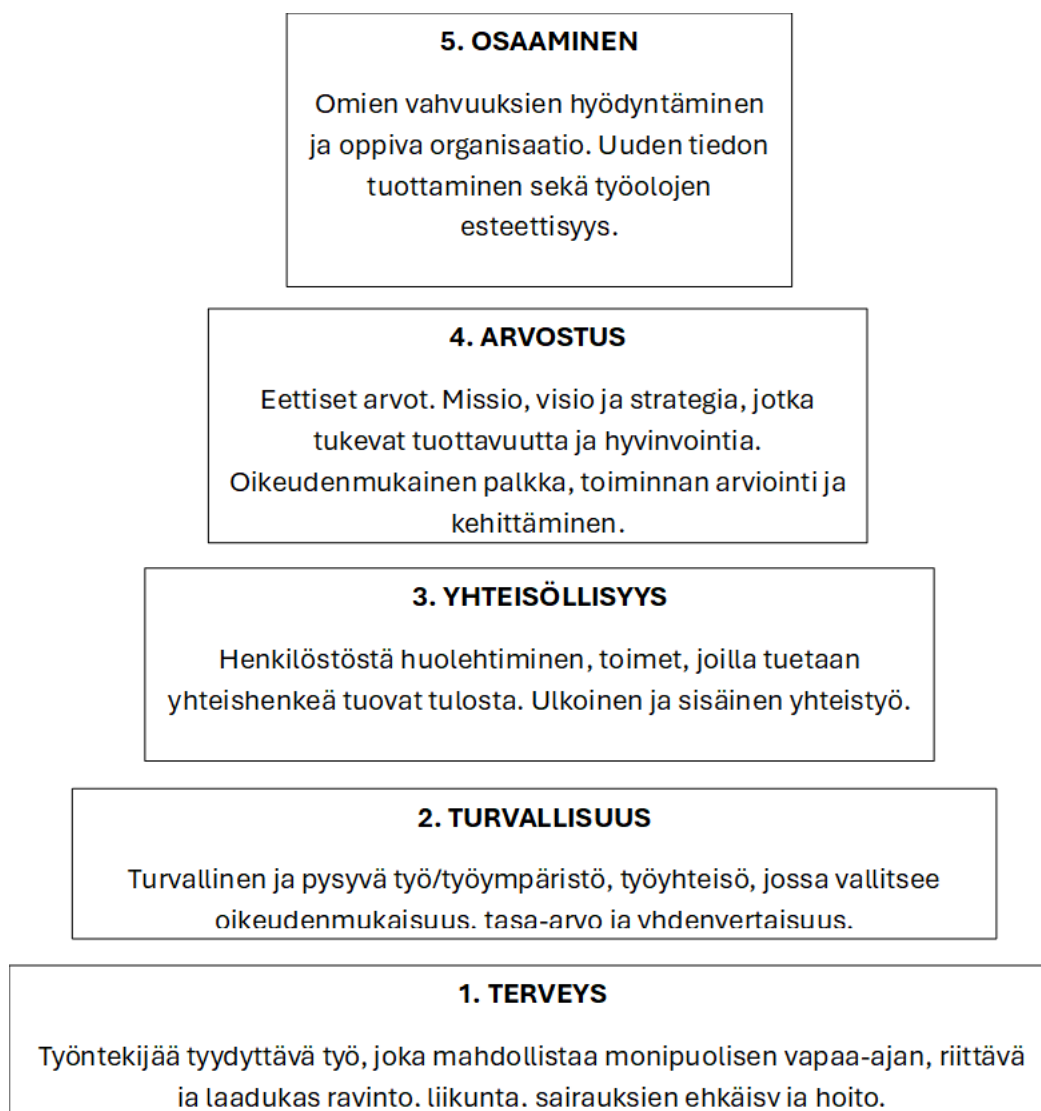 5. OSAAMINEN
Omien vahvuuksien hyödyntäminen
ja oppiva organisaatio. Uuden tiedon
tuottaminen sekä työolojen
esteettisyys.
4. ARVOSTUS
Eettiset arvot. Missio, visio ja strategia, jotka
tukevat tuottavuutta ja hyvinvointia.
Oikeudenmukainen palkka, toiminnan arviointi ja
kehittäminen.
3. YHTEISÖLLISYYS
Henkilöstöstä huolehtiminen, toimet, joilla tuetaan
yhteishenkeä tuovat tulosta. Ulkoinen ja sisäinen yhteistyö.
2. TURVALLISUUS
Turvallinen ja pysyvä työ/työympäristö, työyhteisö, jossa vallitsee
oikeudenmukaisuus, tasa-arvo ja yhdenvertaisuus.
1. TERVEYS
Työntekijää tyydyttävä työ, joka mahdollistaa monipuolisen vapaa-ajan, riittävä
ja laadukas ravinto, liikunta, sairauksien ehkäisy ja hoito.